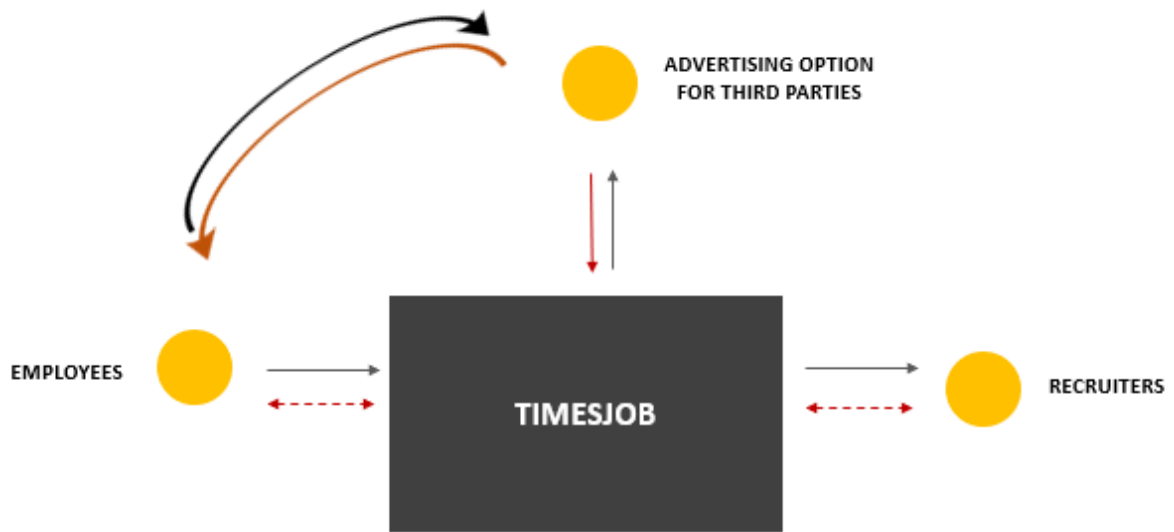 ADVERTISING OPTION
FOR THIRD PARTIES
EMPLOYEES
TIMESJOB
RECRUITERS